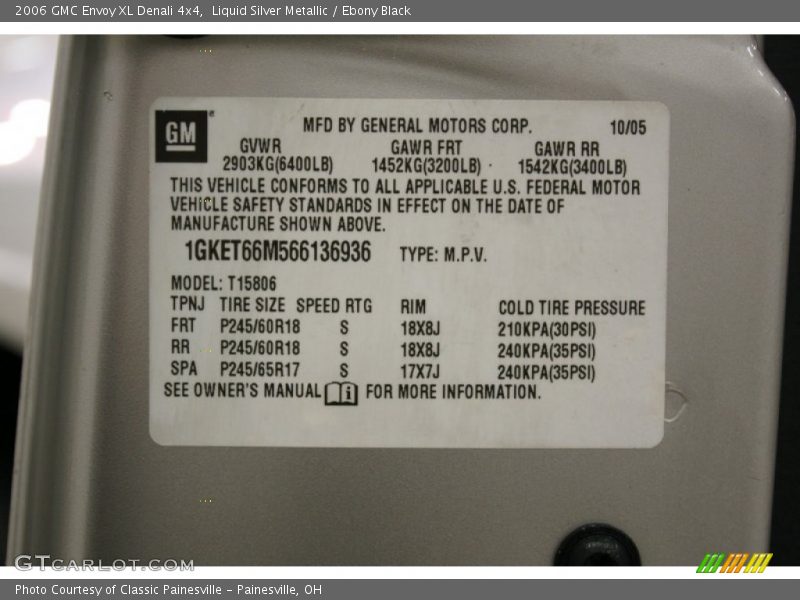 2006 GMC Envoy XL Denali 4x4, Liquid Silver Metallic / Ebony Black
GM
MFD BY GENERAL MOTORS CORP. 10/05
GVWR GAWR FRT GAWR RR
2903KG(6400LB) 1452KG(3200LB) 1542KG(3400LB)
THIS VEHICLE CONFORMS TO ALL APPLICABLE U.S. FEDERAL MOTOR
VEHICLE SAFETY STANDARDS IN EFFECT ON THE DATE OF
MANUFACTURE SHOWN ABOVE.
1GKET66M566136936 TYPE: M.P.V.
MODEL: T15806
TPNJ TIRE SIZE SPEED RTG RIM COLD TIRE PRESSURE
FRT P245/60R18 S 18X8J 210KPA(30PSI)
RR P245/60R18 S 18X8J 240KPA(35PSI)
SPA P245/65R17 S 17X7J 240KPA(35PSI)
SEE OWNER'S MANUAL i FOR MORE INFORMATION.
GTCARLOT.COM
Photo Courtesy of Classic Painesville - Painesville, OH